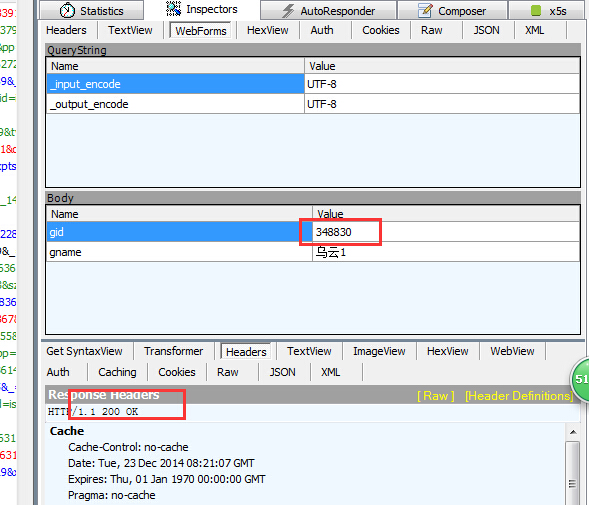 Statistics Inspectors AutoResponder Composer x5s
Headers TextView WebForms HexView Auth Cookies Raw JSON XML
QueryString
Name Value
_input_encode UTF-8
_output_encode UTF-8
Body
Name Value
gid 348830
gname 乌云1
Get SyntaxView Transformer Headers TextView ImageView HexView WebView
Auth Caching Cookies Raw JSON XML
Response Headers [ Raw ] [Header Definitions]
HTTP/1.1 200 OK
Cache
Cache-Control: no-cache
Date: Tue, 23 Dec 2014 08:21:07 GMT
Expires: Thu, 01 Jan 1970 00:00:00 GMT
Pragma: no-cache
51